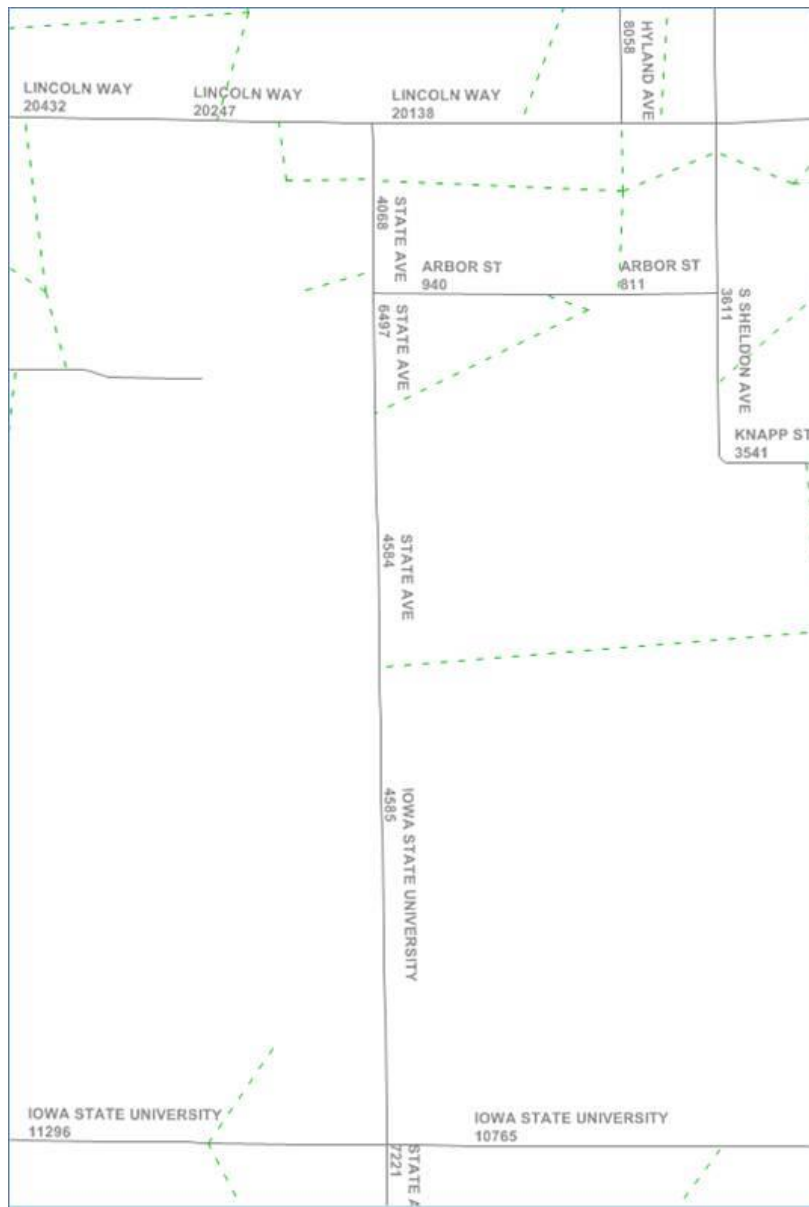 HYLAND AVE
8058
LINCOLN WAY
20432
LINCOLN WAY
20247
LINCOLN WAY
20138
STATE AVE
4068
ARBOR ST
940
ARBOR ST
811
STATE AVE
6497
S SHELDON AVE
3611
KNAPP ST
3541
STATE AVE
4584
IOWA STATE UNIVERSITY
4585
IOWA STATE UNIVERSITY
11296
IOWA STATE UNIVERSITY
10765
STATE A
7221